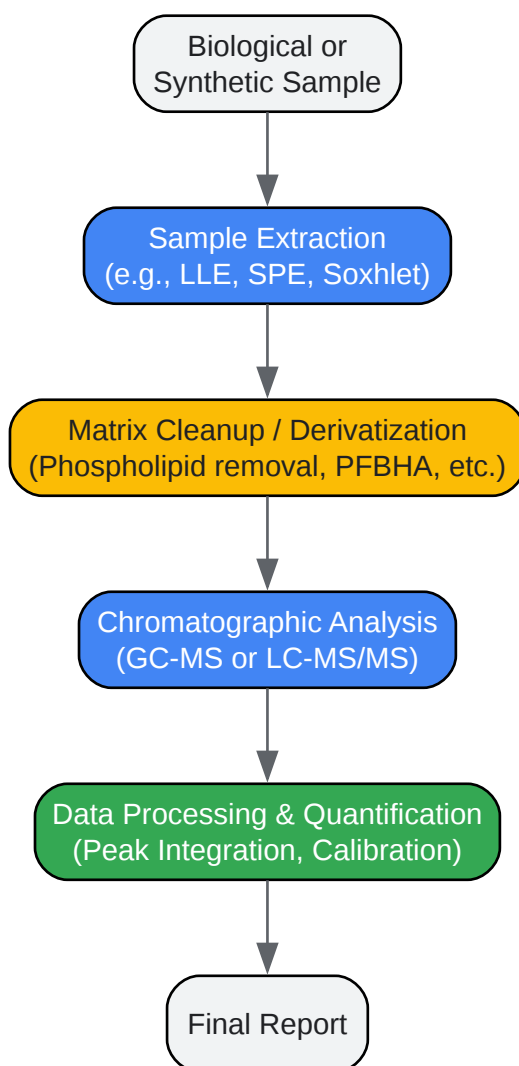 Biological or
Synthetic Sample
Sample Extraction
(e.g., LLE, SPE, Soxhlet)
Matrix Cleanup / Derivatization
(Phospholipid removal, PFBHA, etc.)
Chromatographic Analysis
(GC-MS or LC-MS/MS)
Data Processing & Quantification
(Peak Integration, Calibration)
Final Report